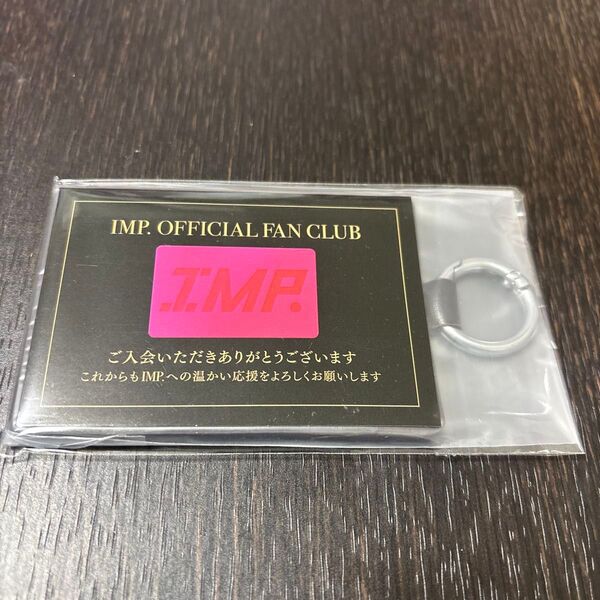 IMP. OFFICIAL FAN CLUB
IMP.
ご入会いただきありがとうございます
これからもIMP.への温かい応援をよろしくお願いします